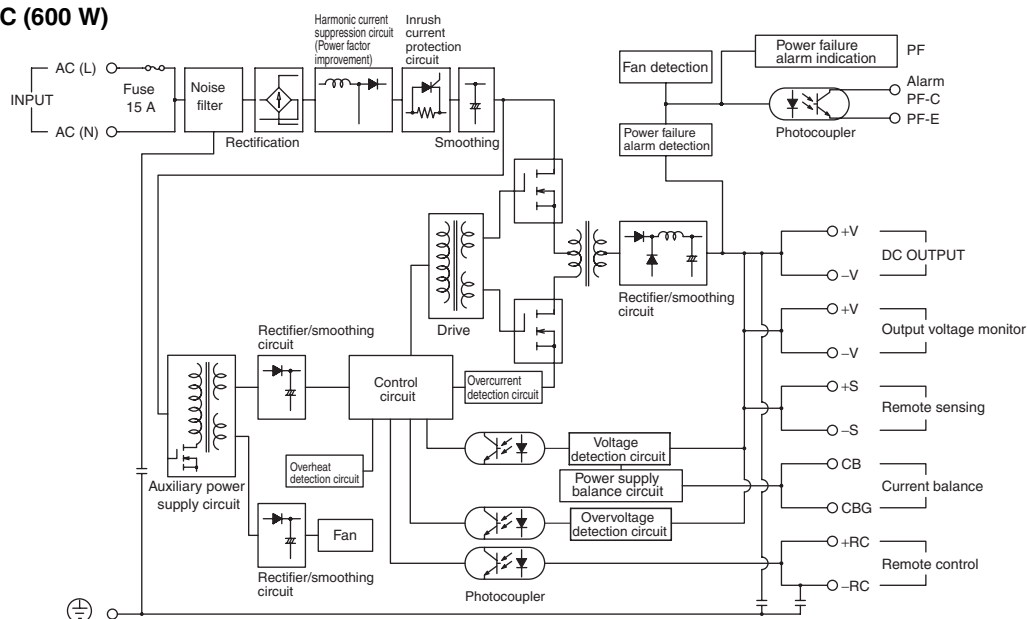 C (600 W)
Harmonic current
suppression circuit
(Power factor
improvement)
Inrush
current
protection
circuit
AC (L)
Fuse
15 A
Noise
filter
INPUT
AC (N)
Rectification
Smoothing
Fan detection
Power failure
alarm indication
PF
Alarm
PF-C
PF-E
Photocoupler
Power failure
alarm detection
Drive
Rectifier/smoothing
circuit
+V
DC OUTPUT
–V
+V
Output voltage monitor
–V
+S
Remote sensing
–S
CB
Current balance
CBG
+RC
Remote control
–RC
Rectifier/smoothing
circuit
Control
circuit
Overcurrent
detection circuit
Overheat
detection circuit
Voltage
detection circuit
Power supply
balance circuit
Overvoltage
detection circuit
Auxiliary power
supply circuit
Fan
Rectifier/smoothing
circuit
Photocoupler